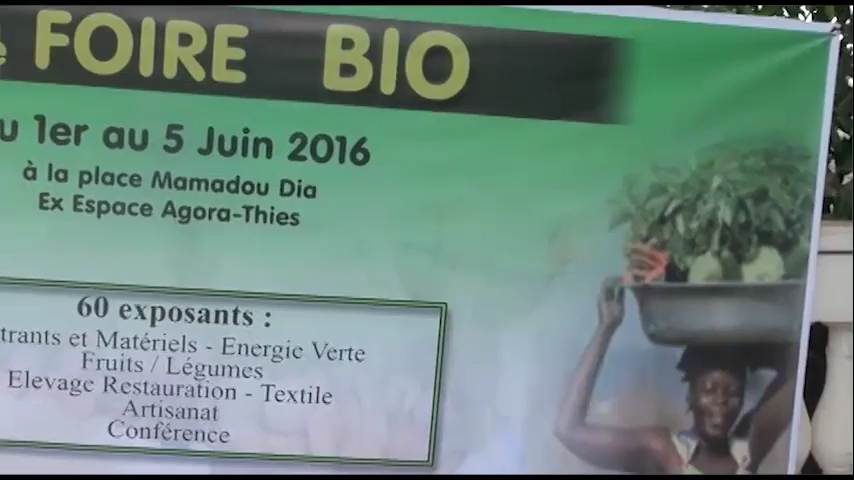 FOIRE BIO
1er au 5 Juin 2016
à la place Mamadou Dia
Ex Espace Agora-Thies
60 exposants :
trants et Matériels - Energie Verte
Fruits / Légumes
Elevage Restauration - Textile
Artisanat
Conférence